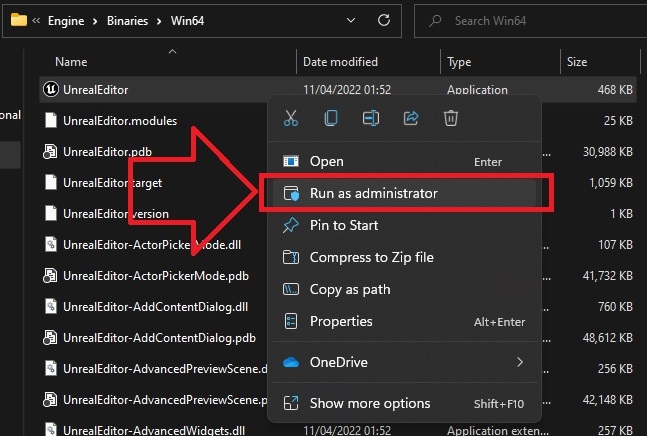 Engine > Binaries > Win64
Search Win64
Name Date modified Type Size
UnrealEditor 11/04/2022 01:52 Application 468 KB
onal
UnrealEditor.modules 25 KB
UnrealEditor.pdb 30,988 KB
UnrealEditor.target 1,059 KB
UnrealEditor.version 1 KB
UnrealEditor-ActorPickerMode.dll 107 KB
UnrealEditor-ActorPickerMode.pdb 41,732 KB
UnrealEditor-AddContentDialog.dll 760 KB
UnrealEditor-AddContentDialog.pdb 48,612 KB
UnrealEditor-AdvancedPreviewScene.d 256 KB
UnrealEditor-AdvancedPreviewScene.p 42,148 KB
UnrealEditor-AdvancedWidgets.dll 11/04/2022 01:52 Application exten... 271 KB
Open Enter
Run as administrator
Pin to Start
Compress to Zip file
Copy as path
Properties Alt+Enter
OneDrive
Show more options Shift+F10